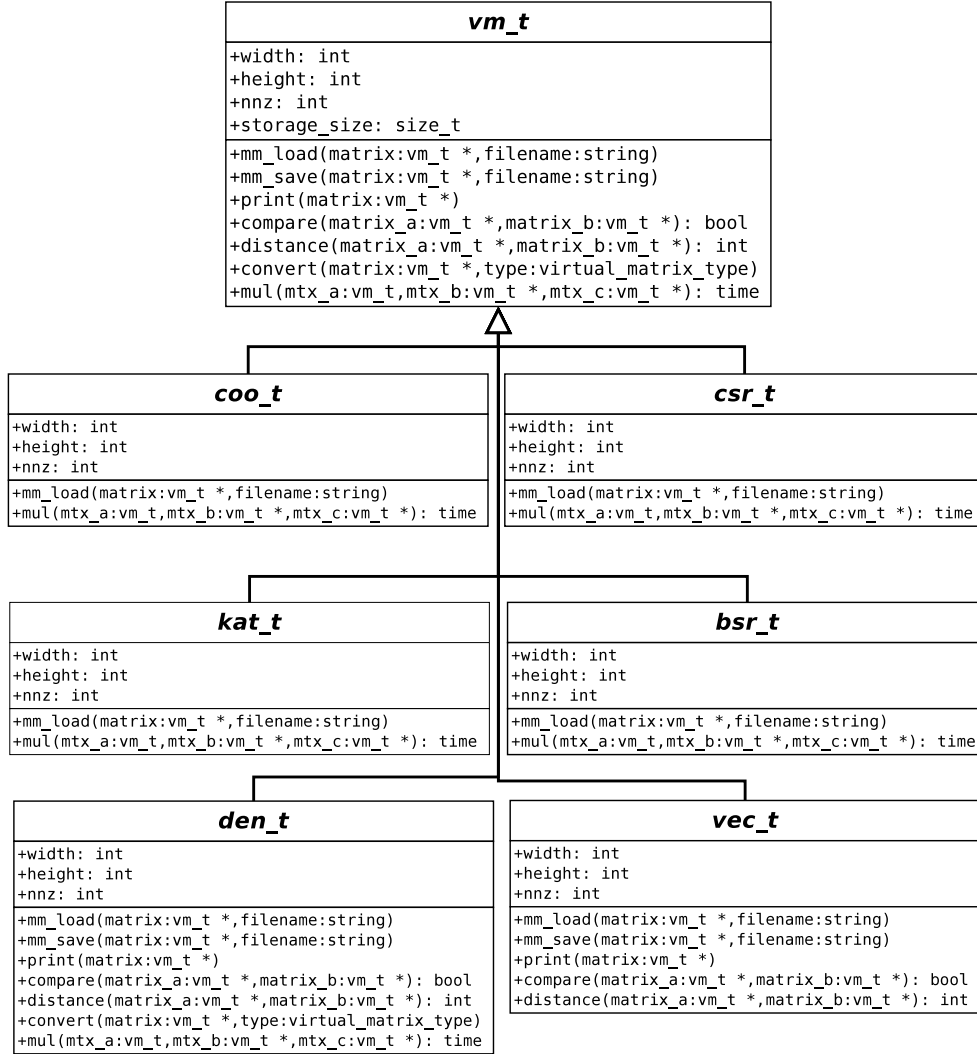 vm_t
+width: int
+height: int
+nnz: int
+storage_size: size_t
+mm_load(matrix:vm_t *,filename:string)
+mm_save(matrix:vm_t *,filename:string)
+print(matrix:vm_t *)
+compare(matrix_a:vm_t *,matrix_b:vm_t *): bool
+distance(matrix_a:vm_t *,matrix_b:vm_t *): int
+convert(matrix:vm_t *,type:virtual_matrix_type)
+mul(mtx_a:vm_t,mtx_b:vm_t *,mtx_c:vm_t *): time
coo_t
+width: int
+height: int
+nnz: int
+mm_load(matrix:vm_t *,filename:string)
+mul(mtx_a:vm_t,mtx_b:vm_t *,mtx_c:vm_t *): time
csr_t
+width: int
+height: int
+nnz: int
+mm_load(matrix:vm_t *,filename:string)
+mul(mtx_a:vm_t,mtx_b:vm_t *,mtx_c:vm_t *): time
kat_t
+width: int
+height: int
+nnz: int
+mm_load(matrix:vm_t *,filename:string)
+mul(mtx_a:vm_t,mtx_b:vm_t *,mtx_c:vm_t *): time
bsr_t
+width: int
+height: int
+nnz: int
+mm_load(matrix:vm_t *,filename:string)
+mul(mtx_a:vm_t,mtx_b:vm_t *,mtx_c:vm_t *): time
den_t
+width: int
+height: int
+nnz: int
+mm_load(matrix:vm_t *,filename:string)
+mm_save(matrix:vm_t *,filename:string)
+print(matrix:vm_t *)
+compare(matrix_a:vm_t *,matrix_b:vm_t *): bool
+distance(matrix_a:vm_t *,matrix_b:vm_t *): int
+convert(matrix:vm_t *,type:virtual_matrix_type)
+mul(mtx_a:vm_t,mtx_b:vm_t *,mtx_c:vm_t *): time
vec_t
+width: int
+height: int
+nnz: int
+mm_load(matrix:vm_t *,filename:string)
+mm_save(matrix:vm_t *,filename:string)
+print(matrix:vm_t *)
+compare(matrix_a:vm_t *,matrix_b:vm_t *): bool
+distance(matrix_a:vm_t *,matrix_b:vm_t *): int